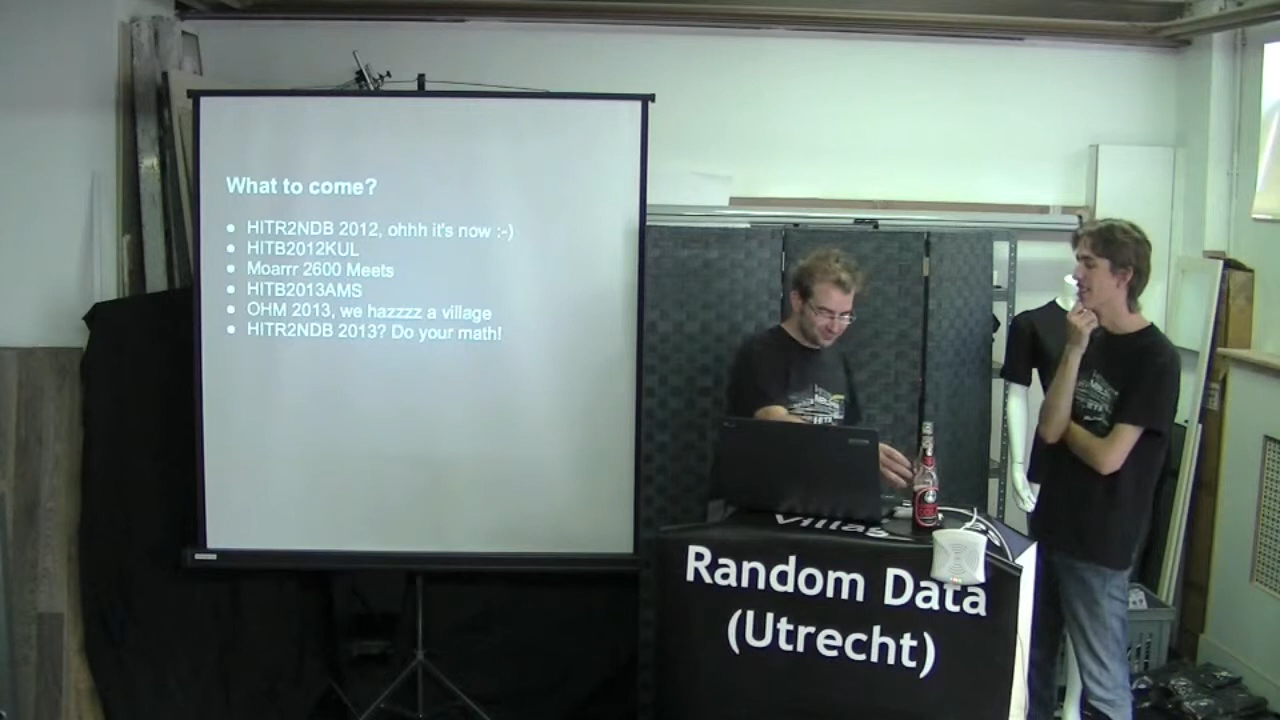 What to come?
• HITR2NDB 2012, ohhh it's now :-)
• HITB2012KUL
• Moarrr 2600 Meets
• HITB2013AMS
• OHM 2013, we hazzzz a village
• HITR2NDB 2013? Do your math!
Villag
Random Data
(Utrecht)